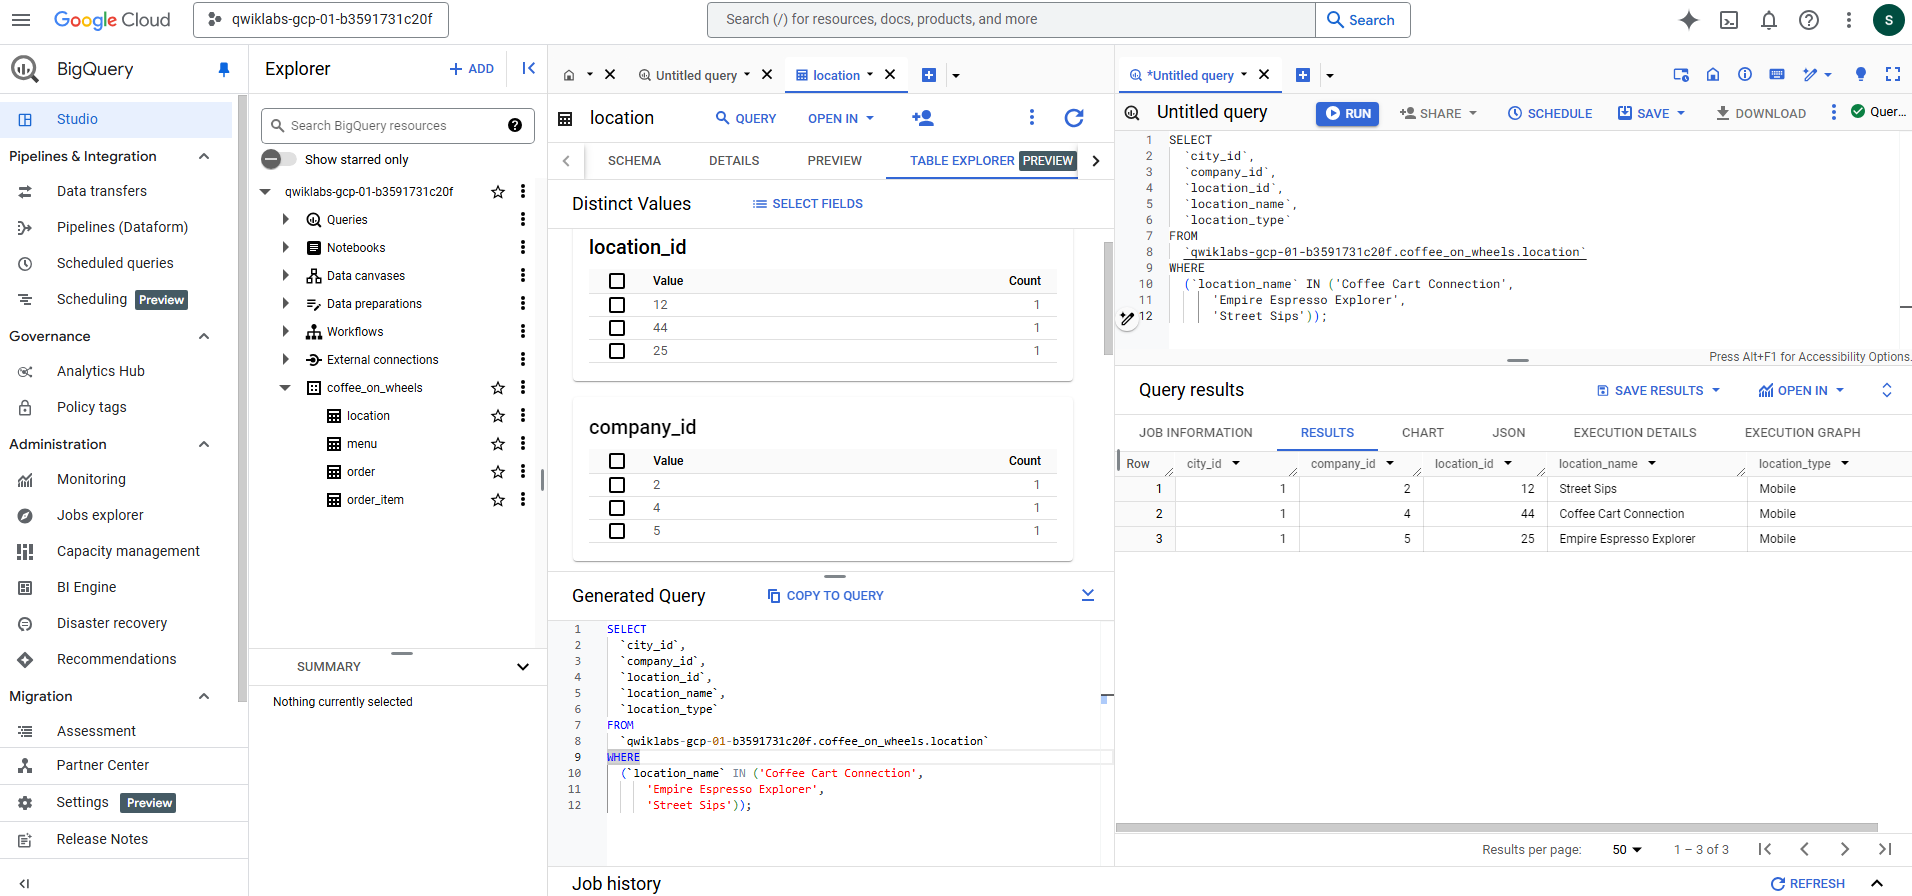 Google Cloud
qwiklabs-gcp-01-b3591731c20f
Search (/) for resources, docs, products, and more
Search
S
BigQuery
Studio
Pipelines & Integration
Data transfers
Pipelines (Dataform)
Scheduled queries
Scheduling Preview
Governance
Analytics Hub
Policy tags
Administration
Monitoring
Jobs explorer
Capacity management
BI Engine
Disaster recovery
Recommendations
Migration
Assessment
Partner Center
Settings Preview
Release Notes
Explorer
ADD
Search BigQuery resources
Show starred only
qwiklabs-gcp-01-b3591731c20f
Queries
Notebooks
Data canvases
Data preparations
Workflows
External connections
coffee_on_wheels
location
menu
order
order_item
SUMMARY
Nothing currently selected
Untitled query
location
location
QUERY
OPEN IN
SCHEMA DETAILS PREVIEW TABLE EXPLORER PREVIEW
Distinct Values
SELECT FIELDS
location_id
Value Count
12 1
44 1
25 1
company_id
Value Count
2 1
4 1
5 1
Generated Query
COPY TO QUERY
1 SELECT
2 `city_id`,
3 `company_id`,
4 `location_id`,
5 `location_name`,
6 `location_type`
7 FROM
8 `qwiklabs-gcp-01-b3591731c20f.coffee_on_wheels.location`
9 WHERE
10 (`location_name` IN ('Coffee Cart Connection',
11 'Empire Espresso Explorer',
12 'Street Sips'));
Job history
REFRESH
*Untitled query
Untitled query
RUN
SHARE
SCHEDULE
SAVE
DOWNLOAD
Quer...
1 SELECT
2 `city_id`,
3 `company_id`,
4 `location_id`,
5 `location_name`,
6 `location_type`
7 FROM
8 `qwiklabs-gcp-01-b3591731c20f.coffee_on_wheels.location`
9 WHERE
10 (`location_name` IN ('Coffee Cart Connection',
11 'Empire Espresso Explorer',
12 'Street Sips'));
Press Alt+F1 for Accessibility Options.
Query results
SAVE RESULTS
OPEN IN
JOB INFORMATION RESULTS CHART JSON EXECUTION DETAILS EXECUTION GRAPH
Row city_id company_id location_id location_name location_type
1 1 2 12 Street Sips Mobile
2 1 4 44 Coffee Cart Connection Mobile
3 1 5 25 Empire Espresso Explorer Mobile
Results per page: 50 1 – 3 of 3